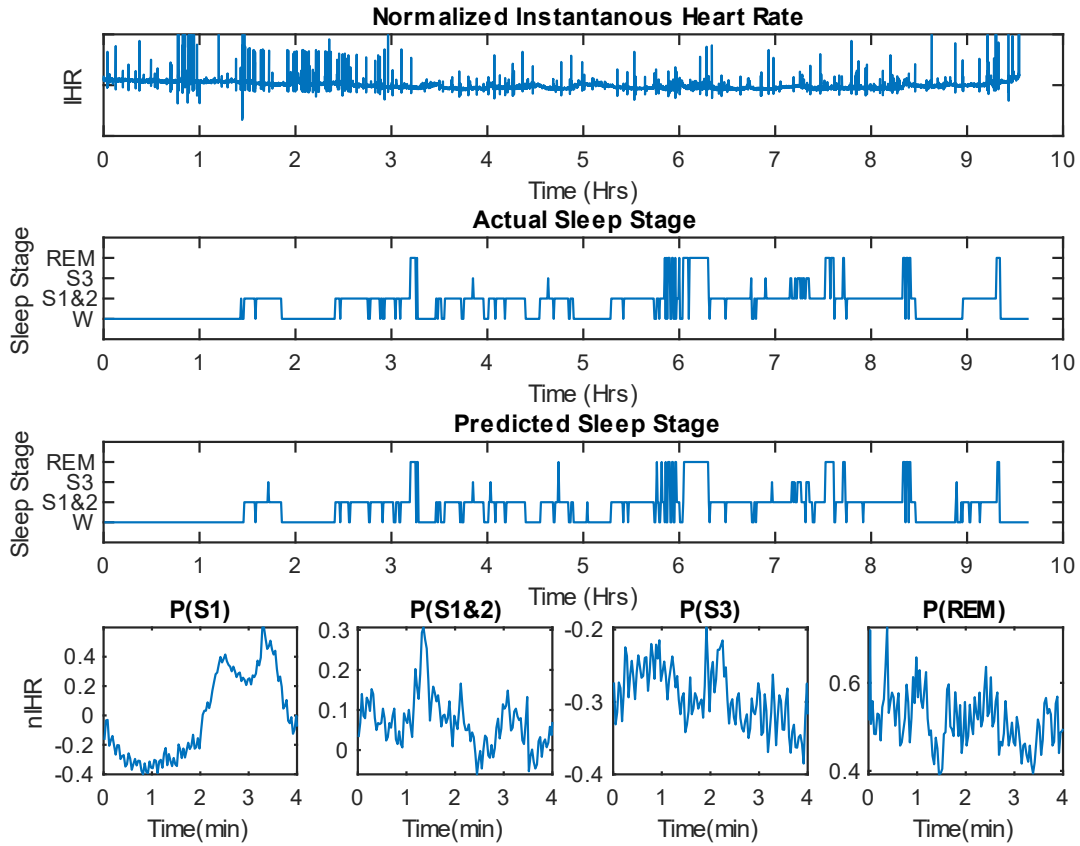 Normalized Instantanous Heart Rate
IHR
0 1 2 3 4 5 6 7 8 9 10
Time (Hrs)
Actual Sleep Stage
Sleep Stage
REM
S3
S1&2
W
0 1 2 3 4 5 6 7 8 9 10
Time (Hrs)
Predicted Sleep Stage
Sleep Stage
REM
S3
S1&2
W
0 1 2 3 4 5 6 7 8 9 10
Time (Hrs)
P(S1)
nIHR
0.4
0.2
0
-0.2
-0.4
0 1 2 3 4
Time(min)
P(S1&2)
0.3
0.2
0.1
0
0 1 2 3 4
Time(min)
P(S3)
-0.2
-0.3
-0.4
0 2 4
Time(min)
P(REM)
0.6
0.4
0 1 2 3 4
Time(min)